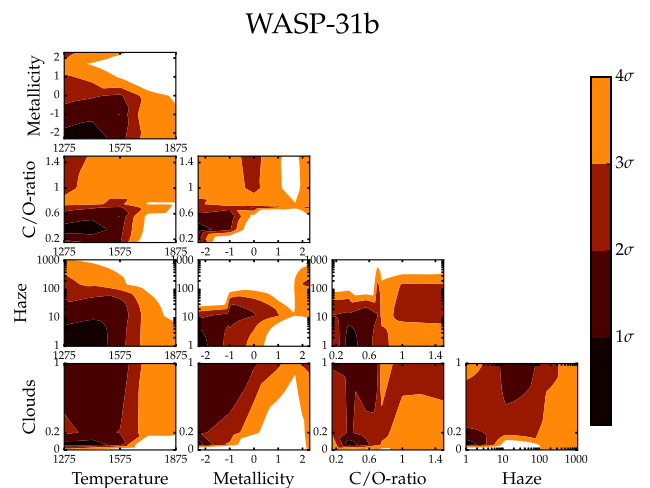 WASP-31b
Metallicity
2
1
0
-1
-2
1275 1575 1875
C/O-ratio
1.4
1
0.6
0.2
1275 1575 1875
-2 -1 0 1 2
Haze
1000
100
10
1
1275 1575 1875
1000
100
10
1
-2 -1 0 1 2
1000
100
10
1
0.2 0.6 1 1.4
Clouds
1
0.2
0
1275 1575 1875
1
0.2
0
-2 -1 0 1 2
1
0.2
0
0.2 0.6 1 1.4
1
0.2
0
1 10 100 1000
Temperature Metallicity C/O-ratio Haze
4σ
3σ
2σ
1σ